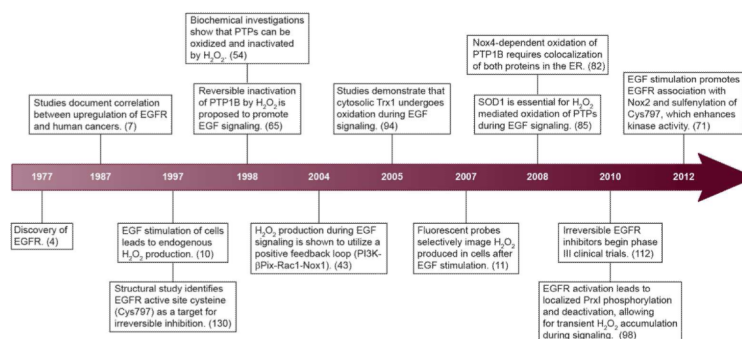 Biochemical investigations
show that PTPs can be
oxidized and inactivated
by H₂O₂. (54)
Nox4-dependent oxidation of
PTP1B requires colocalization
of both proteins in the ER. (82)
Studies document correlation
between upregulation of EGFR
and human cancers. (7)
Reversible inactivation
of PTP1B by H₂O₂ is
proposed to promote
EGF signaling. (65)
Studies demonstrate that
cytosolic Trx1 undergoes
oxidation during EGF
signaling. (94)
SOD1 is essential for H₂O₂
mediated oxidation of PTPs
during EGF signaling. (85)
EGF stimulation promotes
EGFR association with
Nox2 and sulfenylation of
Cys797, which enhances
kinase activity. (71)
1977 1987 1997 1998 2004 2005 2007 2008 2010 2012
Discovery of
EGFR. (4)
EGF stimulation of cells
leads to endogenous
H₂O₂ production. (10)
Structural study identifies
EGFR active site cysteine
(Cys797) as a target for
irreversible inhibition. (130)
H₂O₂ production during EGF
signaling is shown to utilize a
positive feedback loop (PI3K-
βPix-Rac1-Nox1). (43)
Fluorescent probes
selectively image H₂O₂
produced in cells after
EGF stimulation. (11)
Irreversible EGFR
inhibitors begin phase
III clinical trials. (112)
EGFR activation leads to
localized PrxI phosphorylation
and deactivation, allowing
for transient H₂O₂ accumulation
during signaling. (98)